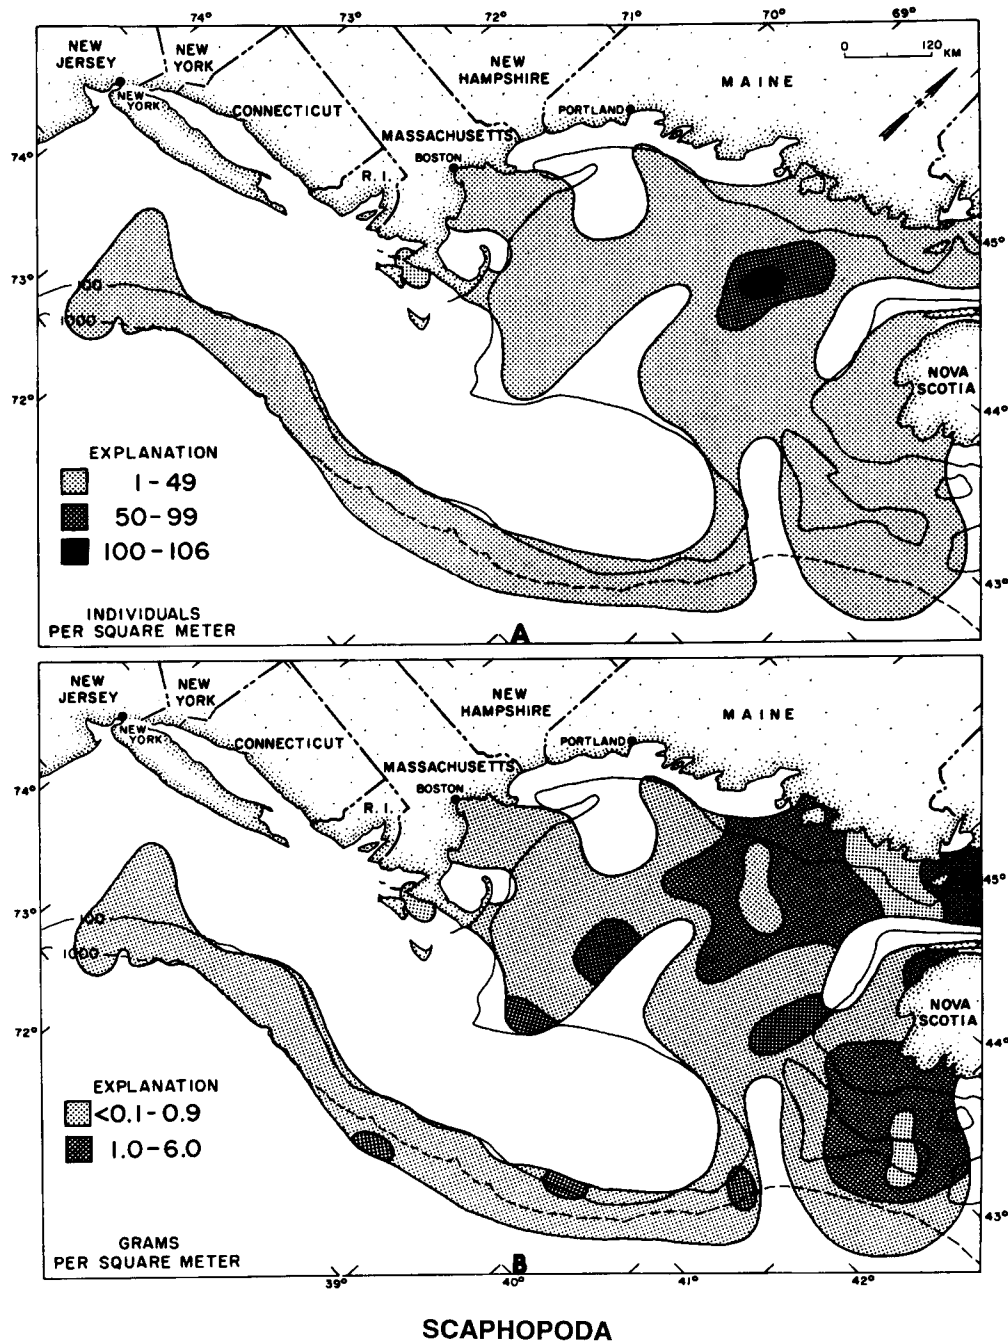 74° 73° 72° 71° 70° 69°
NEW
JERSEY
NEW
YORK
NEW
YORK
CONNECTICUT
NEW
HAMPSHIRE
MASSACHUSETTS
BOSTON
R.I.
PORTLAND
MAINE
0 120 KM
74°
73°
72°
45°
44°
43°
100
1000
NOVA
SCOTIA
EXPLANATION
1-49
50-99
100-106
INDIVIDUALS
PER SQUARE METER
A
NEW
JERSEY
NEW
YORK
NEW
YORK
CONNECTICUT
NEW
HAMPSHIRE
MASSACHUSETTS
BOSTON
R.I.
PORTLAND
MAINE
74°
73°
72°
45°
44°
43°
100
1000
NOVA
SCOTIA
EXPLANATION
<0.1-0.9
1.0-6.0
GRAMS
PER SQUARE METER
B
39° 40° 41° 42°
SCAPHOPODA